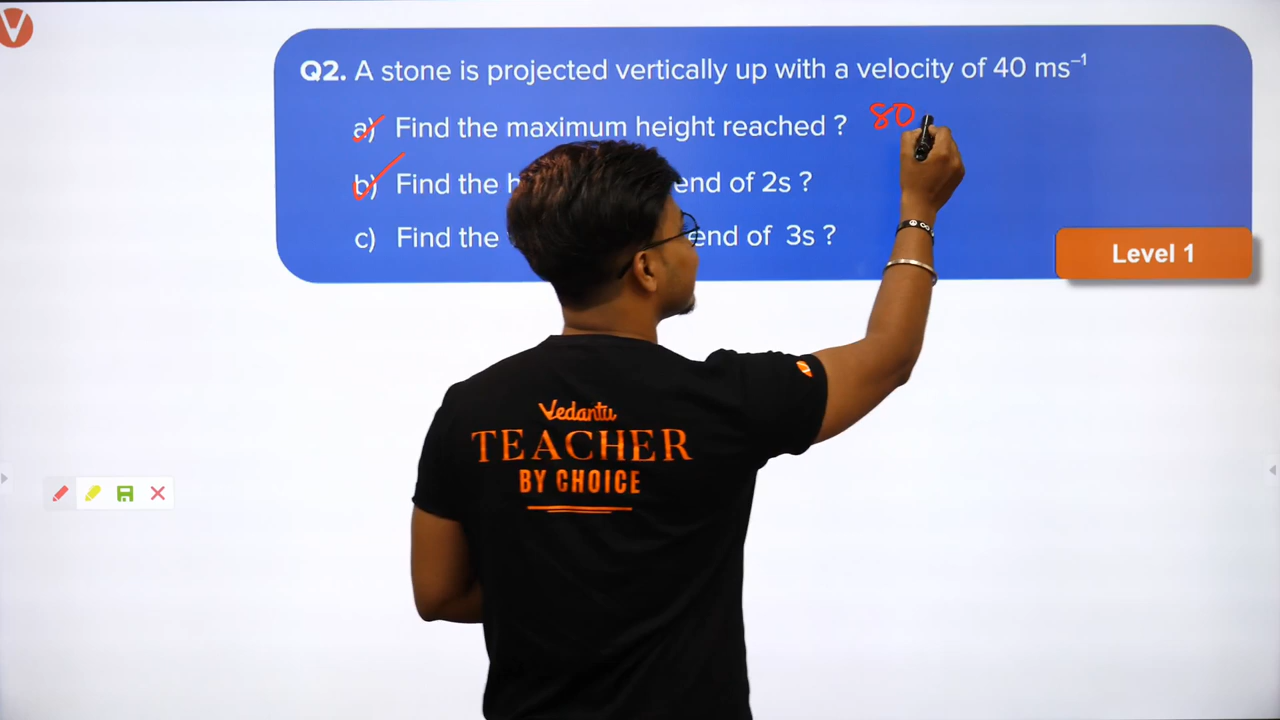 Q2. A stone is projected vertically up with a velocity of 40 ms⁻¹
a) Find the maximum height reached ? 80
b) Find the end of 2s ?
c) Find the end of 3s ?
Level 1
Vedantu
TEACHER
BY CHOICE